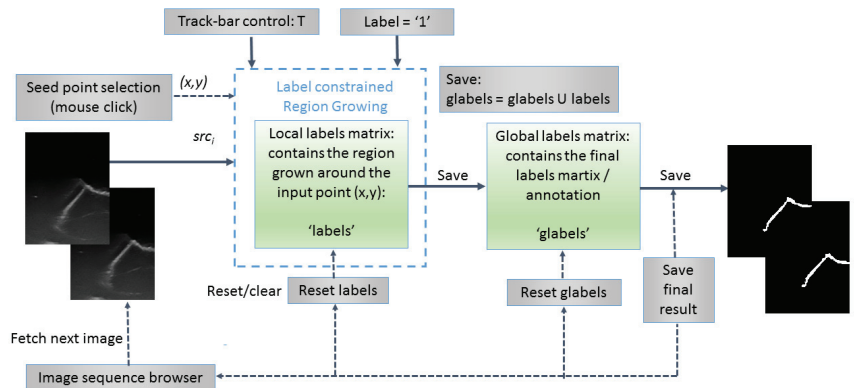 Track-bar control: T
Label = ‘1’
Seed point selection
(mouse click)
(x,y)
Label constrained
Region Growing
Save:
glabels = glabels U labels
src_i
Local labels matrix:
contains the region
grown around the
input point (x,y):
‘labels’
Save
Global labels matrix:
contains the final
labels martix /
annotation
‘glabels’
Save
Reset/clear
Reset labels
Reset glabels
Save
final
result
Fetch next image
Image sequence browser